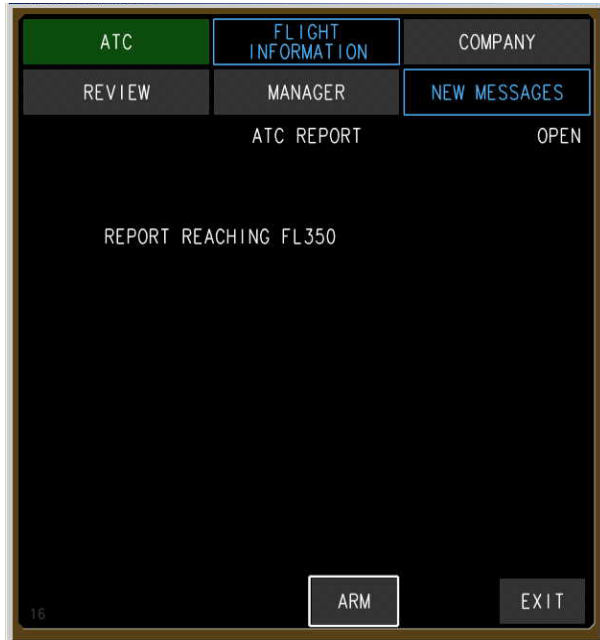 ATC
FLIGHT
INFORMATION
COMPANY
REVIEW
MANAGER
NEW MESSAGES
ATC REPORT
OPEN
REPORT REACHING FL350
ARM
EXIT
16